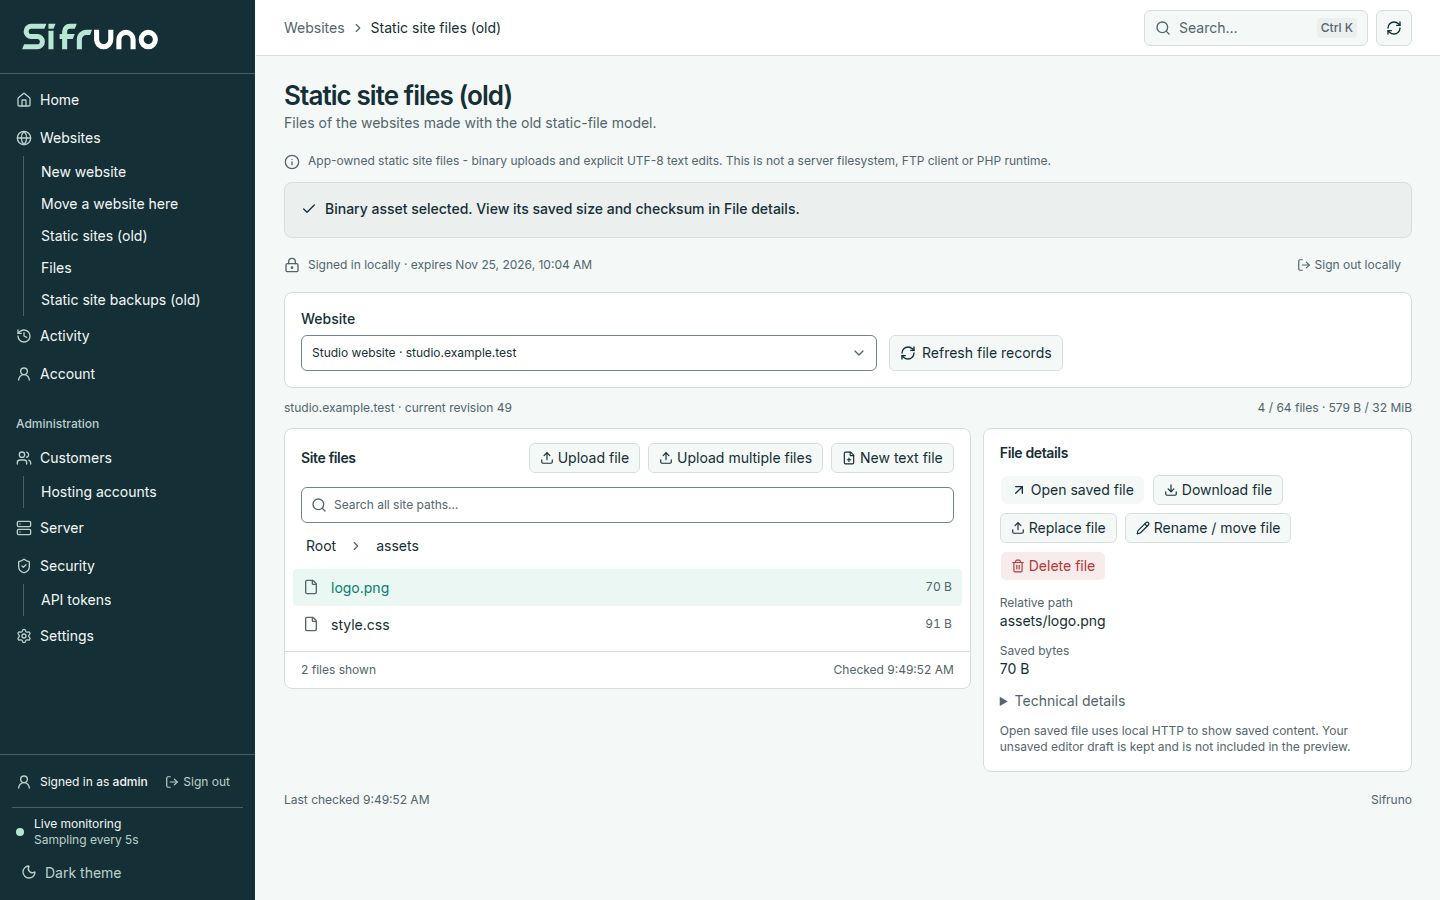 Sifruno
Home
Websites
New website
Move a website here
Static sites (old)
Files
Static site backups (old)
Activity
Account
Administration
Customers
Hosting accounts
Server
Security
API tokens
Settings
Signed in as admin
Sign out
Live monitoring
Sampling every 5s
Dark theme
Websites > Static site files (old)
Search...
Ctrl K
Static site files (old)
Files of the websites made with the old static-file model.
App-owned static site files - binary uploads and explicit UTF-8 text edits. This is not a server filesystem, FTP client or PHP runtime.
Binary asset selected. View its saved size and checksum in File details.
Signed in locally · expires Nov 25, 2026, 10:04 AM
Sign out locally
Website
Studio website · studio.example.test
Refresh file records
studio.example.test · current revision 49
4 / 64 files · 579 B / 32 MiB
Site files
Upload file
Upload multiple files
New text file
Search all site paths...
Root > assets
logo.png 70 B
style.css 91 B
2 files shown
Checked 9:49:52 AM
File details
Open saved file
Download file
Replace file
Rename / move file
Delete file
Relative path
assets/logo.png
Saved bytes
70 B
Technical details
Open saved file uses local HTTP to show saved content. Your
unsaved editor draft is kept and is not included in the preview.
Last checked 9:49:52 AM
Sifruno